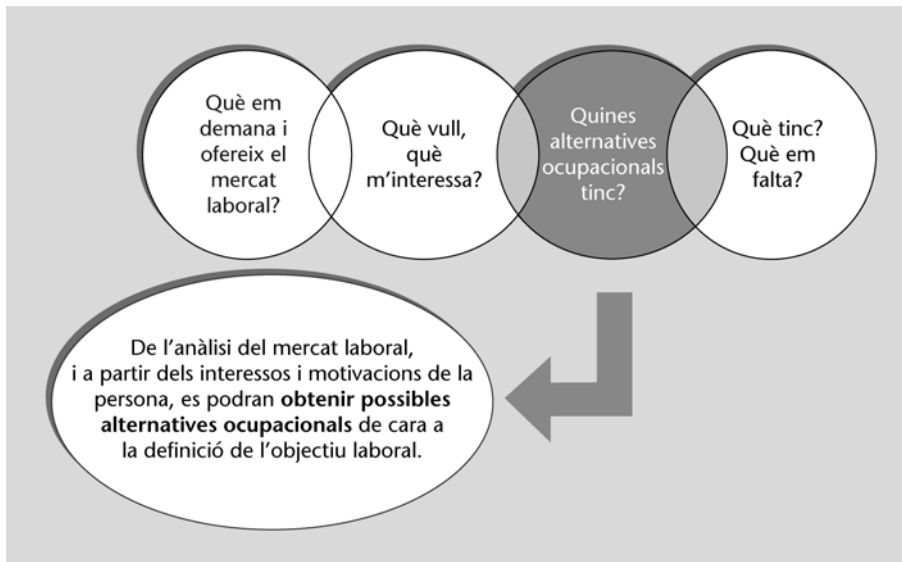 Què em
demana i
ofereix el
mercat
laboral?
Què vull,
què
m’interessa?
Quines
alternatives
ocupacionals
tinc?
Què tinc?
Què em
falta?
De l’anàlisi del mercat laboral,
i a partir dels interessos i motivacions de la
persona, es podran obtenir possibles
alternatives ocupacionals de cara a
la definició de l’objectiu laboral.